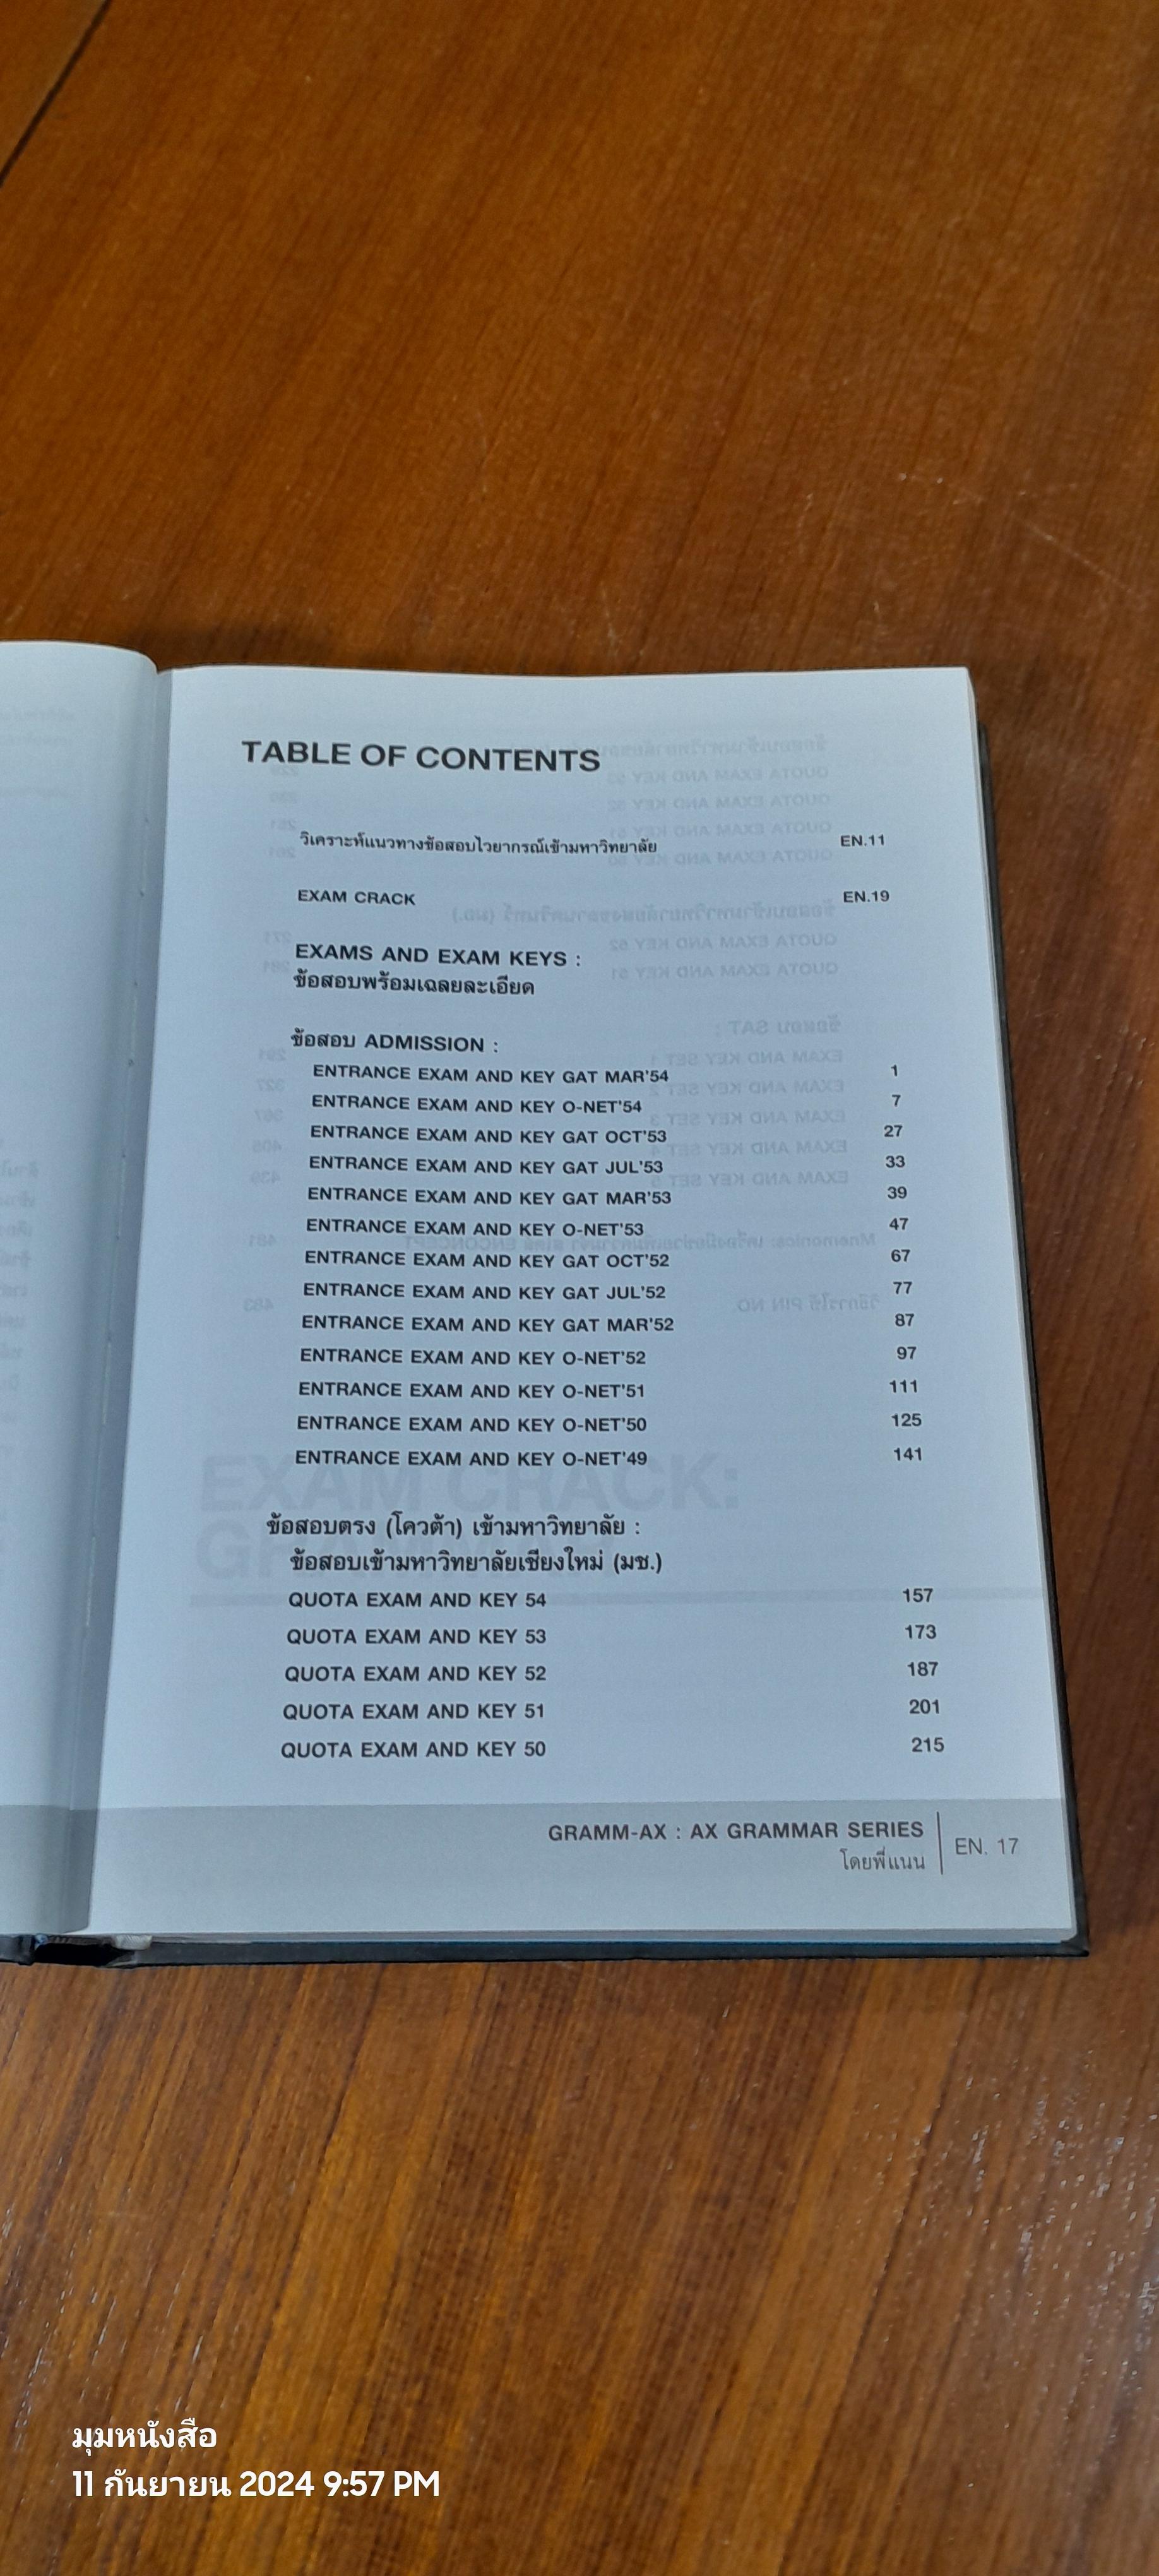 TABLE OF CONTENTS
วิเคราะห์แนวทางข้อสอบไวยากรณ์เข้ามหาวิทยาลัย EN.11
EXAM CRACK EN.19
EXAMS AND EXAM KEYS :
ข้อสอบพร้อมเฉลยละเอียด
ข้อสอบ ADMISSION :
ENTRANCE EXAM AND KEY GAT MAR'54 1
ENTRANCE EXAM AND KEY O-NET'54 7
ENTRANCE EXAM AND KEY GAT OCT'53 27
ENTRANCE EXAM AND KEY GAT JUL'53 33
ENTRANCE EXAM AND KEY GAT MAR'53 39
ENTRANCE EXAM AND KEY O-NET'53 47
ENTRANCE EXAM AND KEY GAT OCT'52 67
ENTRANCE EXAM AND KEY GAT JUL'52 77
ENTRANCE EXAM AND KEY GAT MAR'52 87
ENTRANCE EXAM AND KEY O-NET'52 97
ENTRANCE EXAM AND KEY O-NET'51 111
ENTRANCE EXAM AND KEY O-NET'50 125
ENTRANCE EXAM AND KEY O-NET'49 141
ข้อสอบตรง (โควต้า) เข้ามหาวิทยาลัย :
ข้อสอบเข้ามหาวิทยาลัยเชียงใหม่ (มช.)
QUOTA EXAM AND KEY 54 157
QUOTA EXAM AND KEY 53 173
QUOTA EXAM AND KEY 52 187
QUOTA EXAM AND KEY 51 201
QUOTA EXAM AND KEY 50 215
GRAMM-AX : AX GRAMMAR SERIES
โดยพี่แนน
EN. 17
มุมหนังสือ
11 กันยายน 2024 9:57 PM